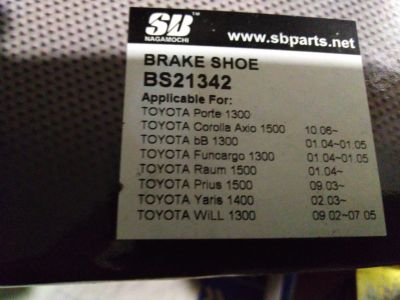 SB™
NAGAMOCHI
www.sbparts.net
BRAKE SHOE
BS21342
Applicable For:
TOYOTA Porte 1300
TOYOTA Corolla Axio 1500 10.06~
TOYOTA bB 1300 01.04~01.05
TOYOTA Funcargo 1300 01.04~01.05
TOYOTA Raum 1500 01.04~
TOYOTA Prius 1500 09.03~
TOYOTA Yaris 1400 02.03~
TOYOTA WiLL 1300 09.02~07.05